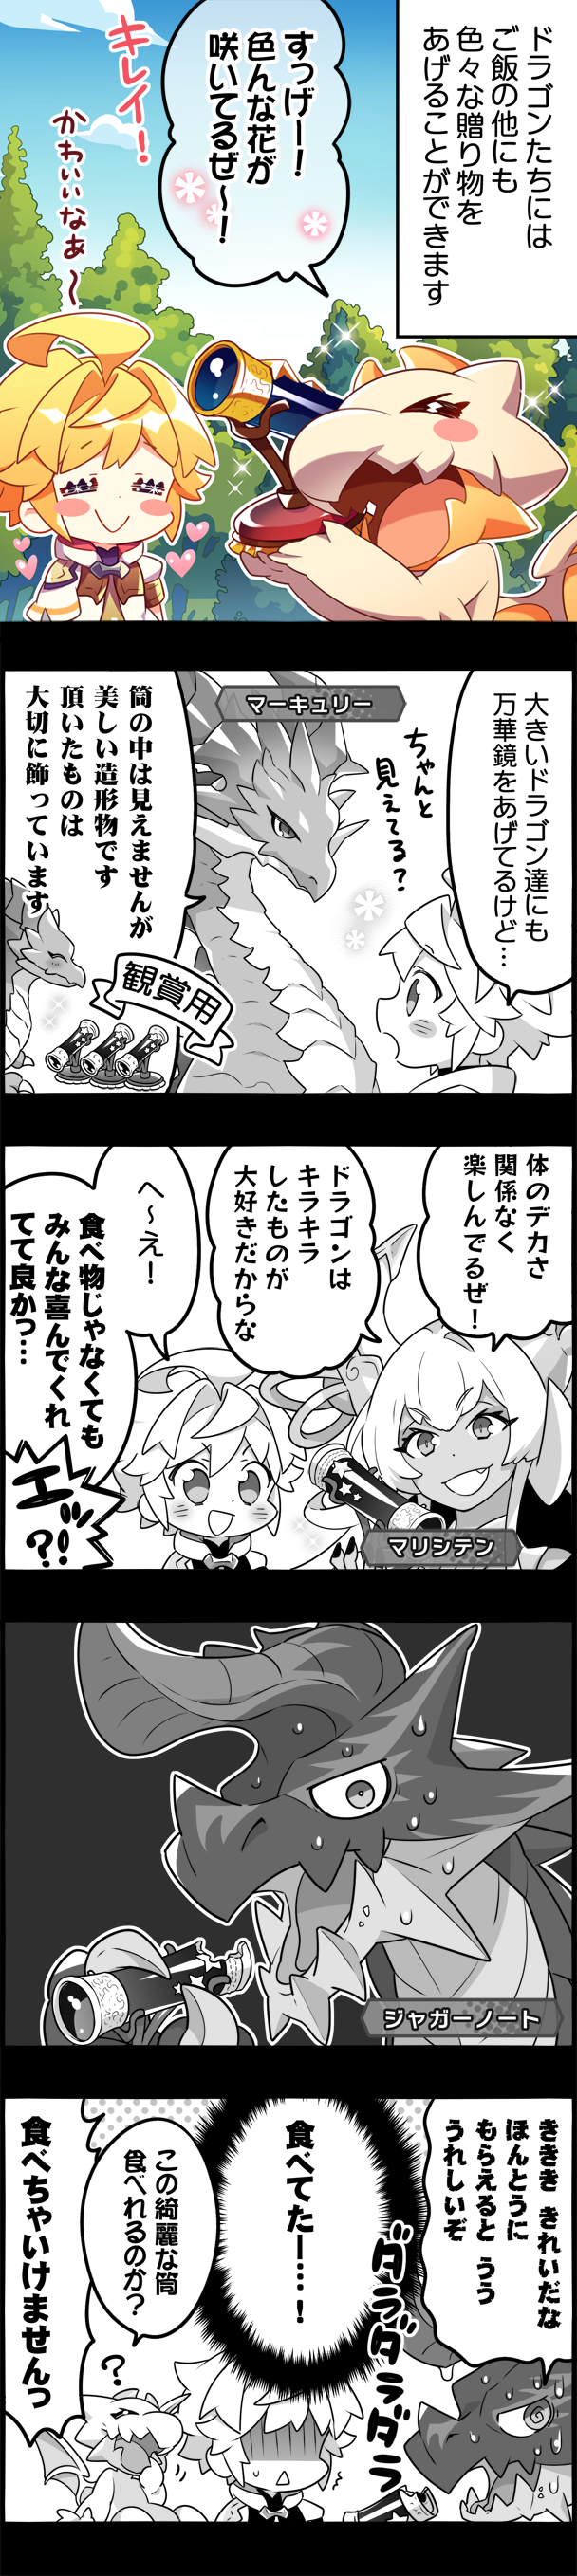 ドラゴンたちには
ご飯の他にも
色々な贈り物を
あげることができます
すっげー！
色んな花が
咲いてるぜ～！
キレイ！
かわいいなぁ～
大きいドラゴン達にも
万華鏡をあげてるけど…
ちゃんと
見えてる？
マーキュリー
筒の中は見えませんが
美しい造形物です
頂いたものは
大切に飾っています
観賞用
体のデカさ
関係なく
楽しんでるぜ！
ドラゴンは
キラキラ
したものが
大好きだからな
マリシテン
へ～え！
食べ物じゃなくても
みんな喜んでくれ
てて良かっ…
エッ
?!
ジャガーノート
ききき きれいだな
ほんとうに
もらえると うう
うれしいぞ
ダラダラダラ
食べてたー…！
この綺麗な筒
食べれるのか？
?
食べちゃいけませんっ